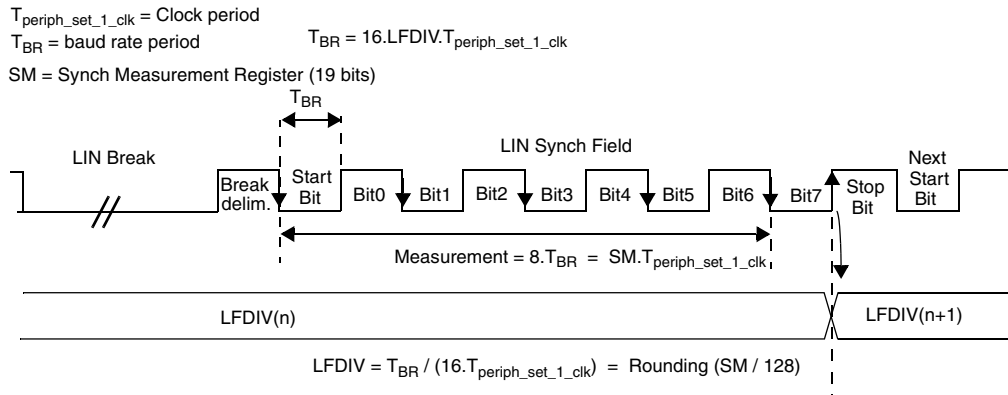 Tperiph_set_1_clk = Clock period
TBR = baud rate period
TBR = 16.LFDIV.Tperiph_set_1_clk
SM = Synch Measurement Register (19 bits)
TBR
LIN Synch Field
LIN Break
Next
Start
Bit
Break
delim.
Start
Bit
Bit0
Bit1
Bit2
Bit3
Bit4
Bit5
Bit6
Bit7
Stop
Bit
Measurement = 8.TBR = SM.Tperiph_set_1_clk
LFDIV(n)
LFDIV(n+1)
LFDIV = TBR / (16.Tperiph_set_1_clk) = Rounding (SM / 128)